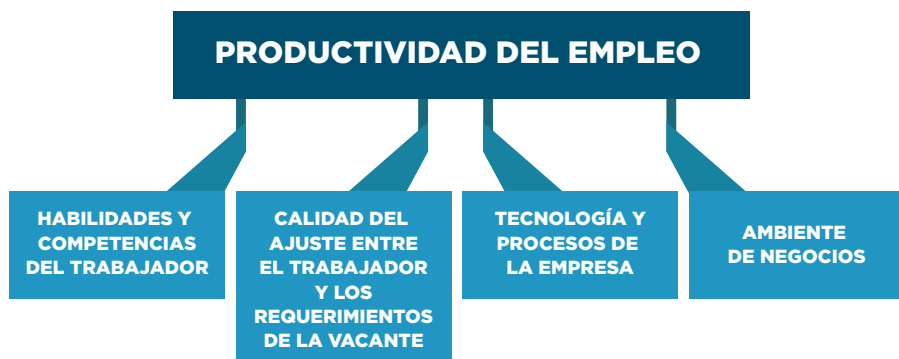 PRODUCTIVIDAD DEL EMPLEO
HABILIDADES Y
COMPETENCIAS
DEL TRABAJADOR
CALIDAD DEL
AJUSTE ENTRE
EL TRABAJADOR
Y LOS
REQUERIMIENTOS
DE LA VACANTE
TECNOLOGÍA Y
PROCESOS DE
LA EMPRESA
AMBIENTE
DE NEGOCIOS